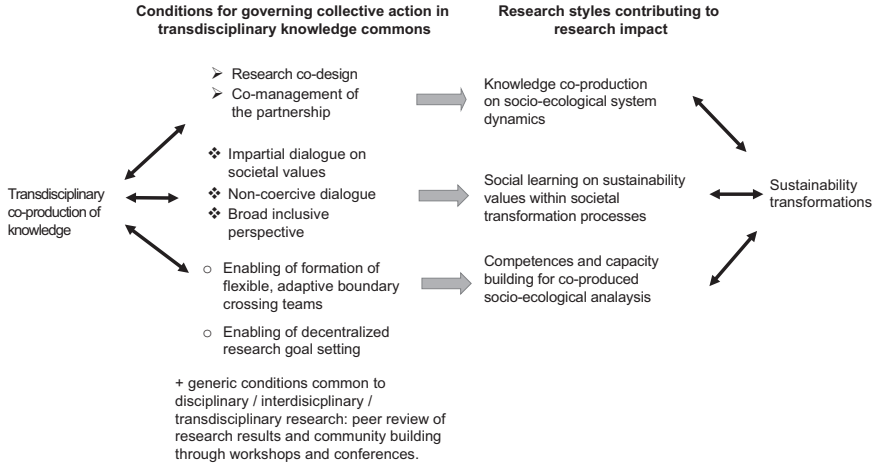 Conditions for governing collective action in
transdisciplinary knowledge commons
Research styles contributing to
research impact
➢ Research co-design
➢ Co-management of
the partnership
Knowledge co-production
on socio-ecological system
dynamics
Transdisciplinary
co-production of
knowledge
❖ Impartial dialogue on
societal values
❖ Non-coercive dialogue
❖ Broad inclusive
perspective
Social learning on sustainability
values within societal
transformation processes
Sustainability
transformations
○ Enabling of formation of
flexible, adaptive boundary
crossing teams
○ Enabling of decentralized
research goal setting
Competences and capacity
building for co-produced
socio-ecological analaysis
+ generic conditions common to
disciplinary / interdisicplinary /
transdisciplinary research: peer review of
research results and community building
through workshops and conferences.